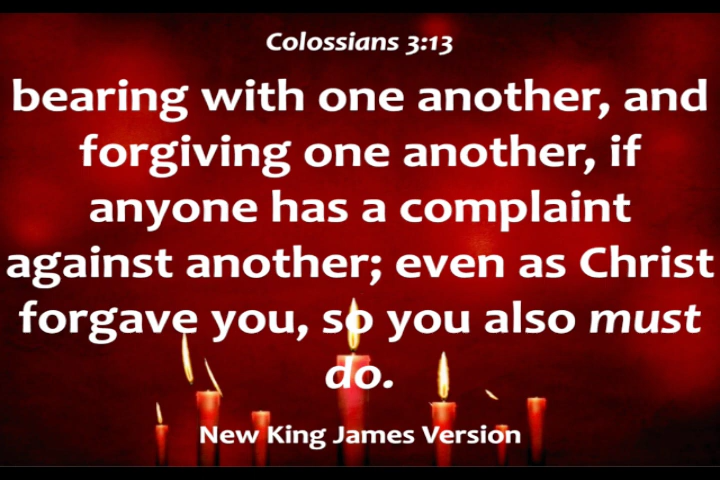 Colossians 3:13
bearing with one another, and
forgiving one another, if
anyone has a complaint
against another; even as Christ
forgave you, so you also must
do.
New King James Version